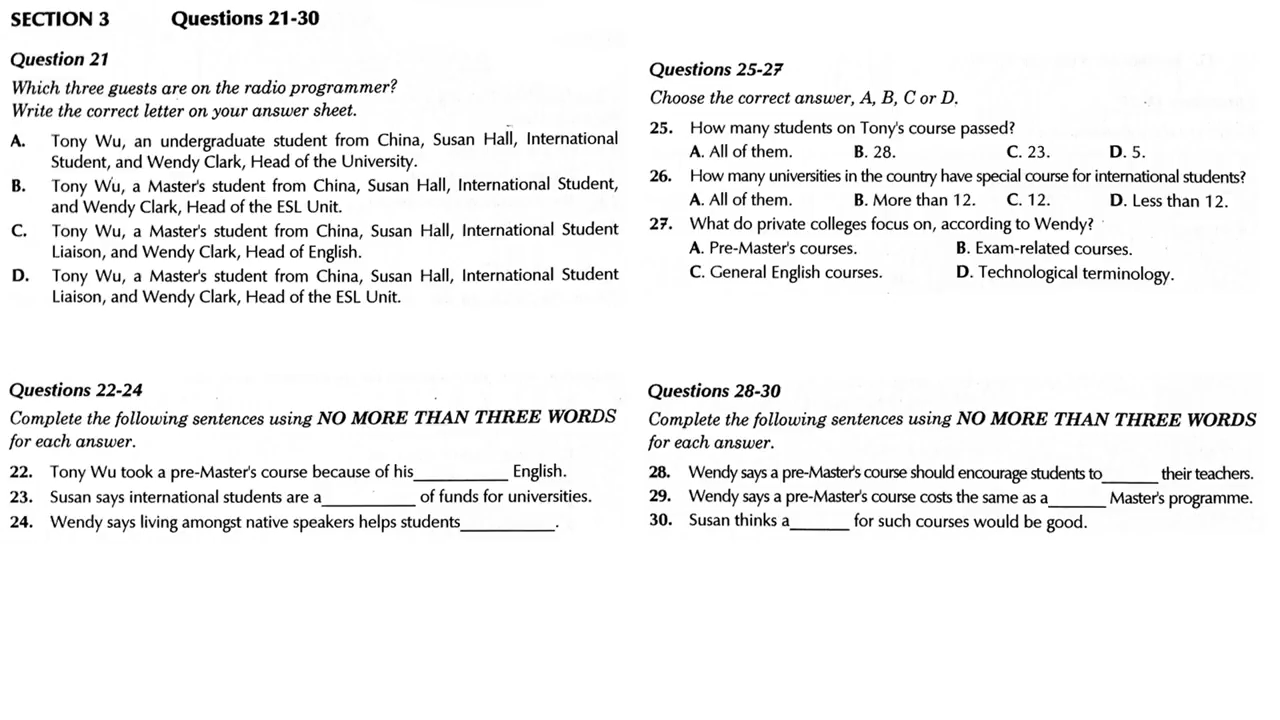 SECTION 3 Questions 21-30
Question 21
Which three guests are on the radio programmer?
Write the correct letter on your answer sheet.
A. Tony Wu, an undergraduate student from China, Susan Hall, International
Student, and Wendy Clark, Head of the University.
B. Tony Wu, a Master's student from China, Susan Hall, International Student,
and Wendy Clark, Head of the ESL Unit.
C. Tony Wu, a Master's student from China, Susan Hall, International Student
Liaison, and Wendy Clark, Head of English.
D. Tony Wu, a Master's student from China, Susan Hall, International Student
Liaison, and Wendy Clark, Head of the ESL Unit.
Questions 22-24
Complete the following sentences using NO MORE THAN THREE WORDS
for each answer.
22. Tony Wu took a pre-Master's course because of his__________ English.
23. Susan says international students are a__________ of funds for universities.
24. Wendy says living amongst native speakers helps students__________.
Questions 25-27
Choose the correct answer, A, B, C or D.
25. How many students on Tony's course passed?
A. All of them. B. 28. C. 23. D. 5.
26. How many universities in the country have special course for international students?
A. All of them. B. More than 12. C. 12. D. Less than 12.
27. What do private colleges focus on, according to Wendy?
A. Pre-Master's courses. B. Exam-related courses.
C. General English courses. D. Technological terminology.
Questions 28-30
Complete the following sentences using NO MORE THAN THREE WORDS
for each answer.
28. Wendy says a pre-Master's course should encourage students to______ their teachers.
29. Wendy says a pre-Master's course costs the same as a______ Master's programme.
30. Susan thinks a______ for such courses would be good.